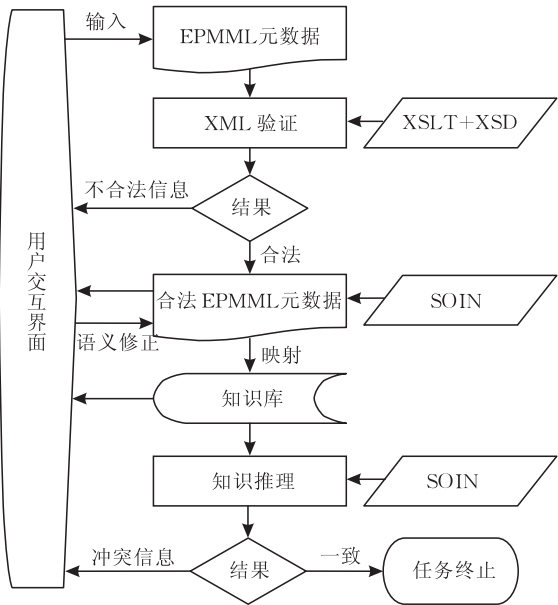 输入
EPMML元数据
XML 验证
XSLT+XSD
不合法信息
结果
合法
用户交互界面
合法 EPMML元数据
SOIN
语义修正
映射
知识库
知识推理
SOIN
冲突信息
结果
一致
任务终止